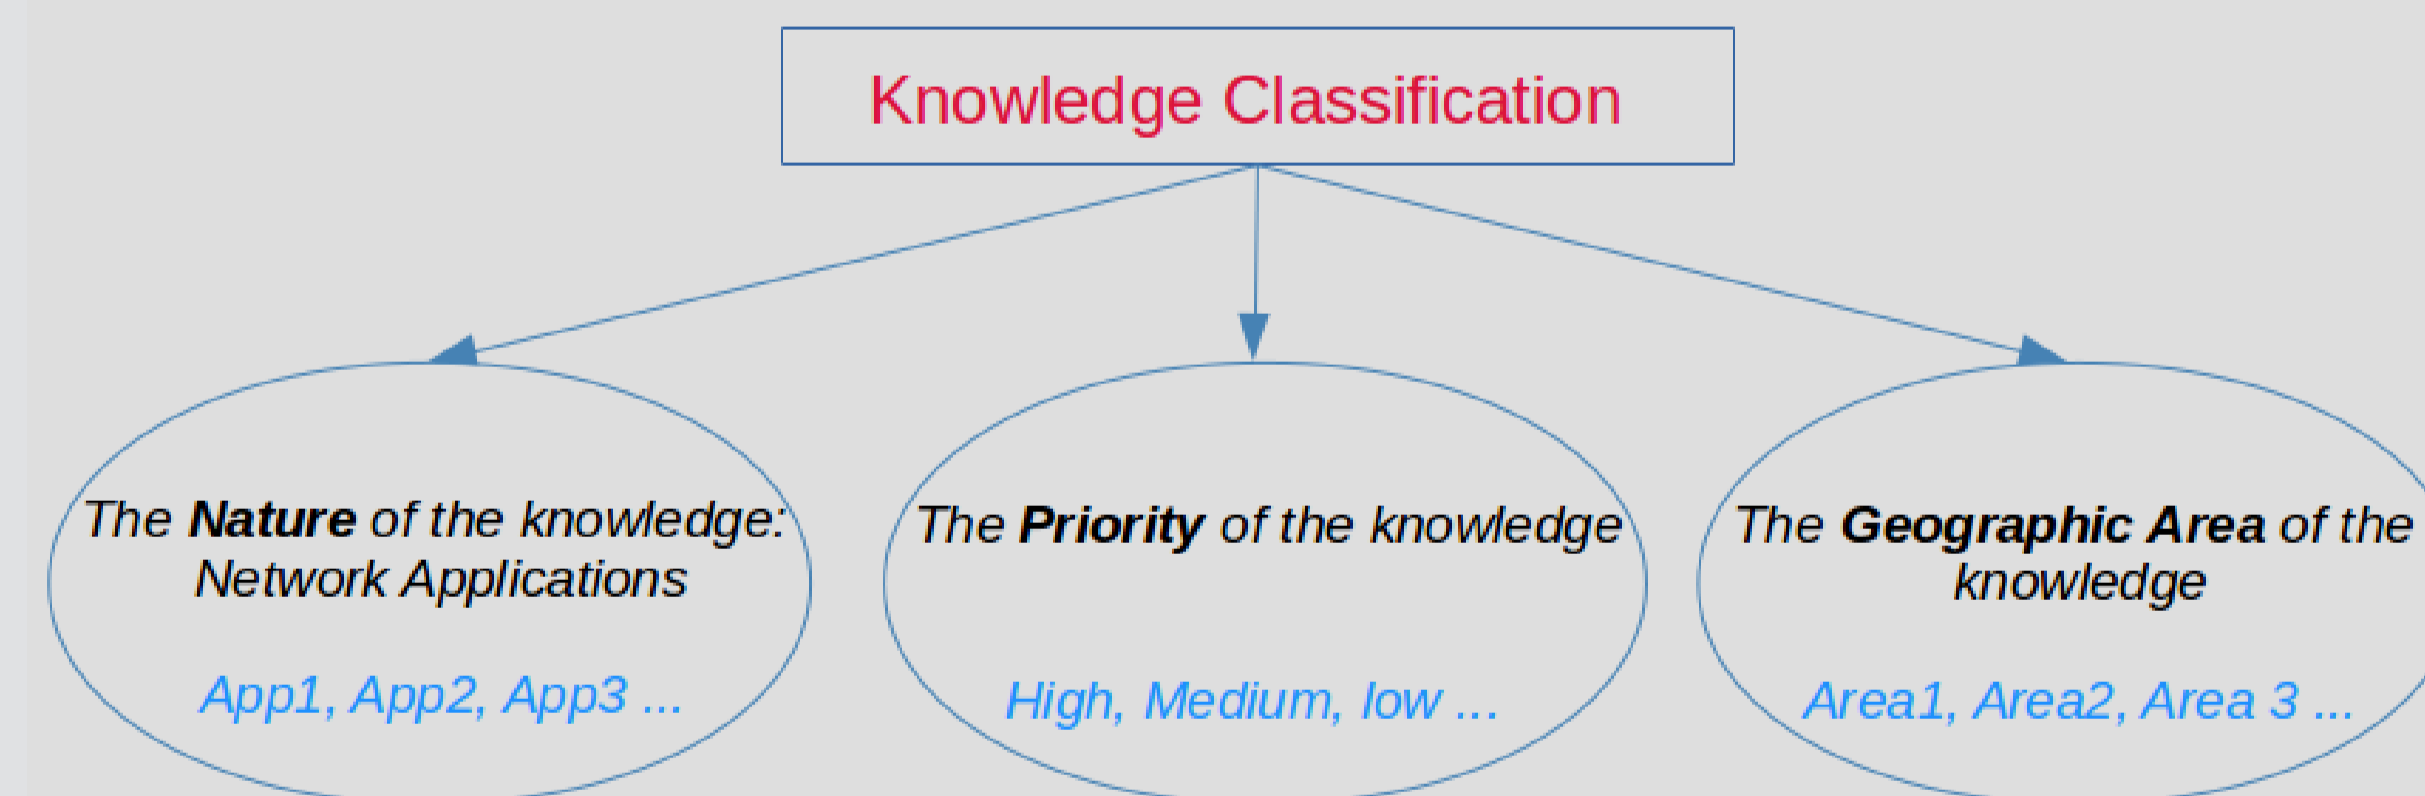 Knowledge Classification
The Nature of the knowledge:
Network Applications
App1, App2, App3 ...
The Priority of the knowledge
High, Medium, low ...
The Geographic Area of the
knowledge
Area1, Area2, Area 3 ...